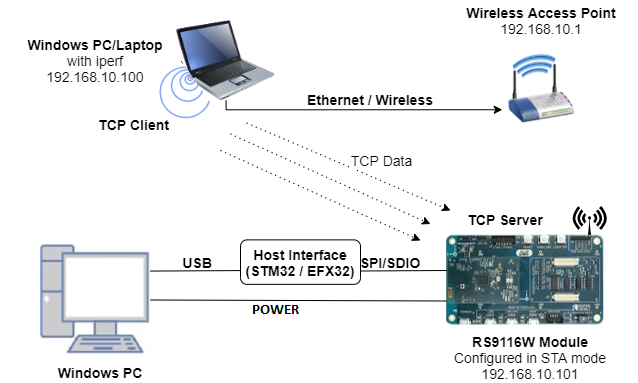 Wireless Access Point
192.168.10.1
Windows PC/Laptop
with iperf
192.168.10.100
TCP Client
Ethernet / Wireless
TCP Data
TCP Server
USB
Host Interface
(STM32 / EFX32)
SPI/SDIO
POWER
Windows PC
RS9116W Module
Configured in STA mode
192.168.10.101